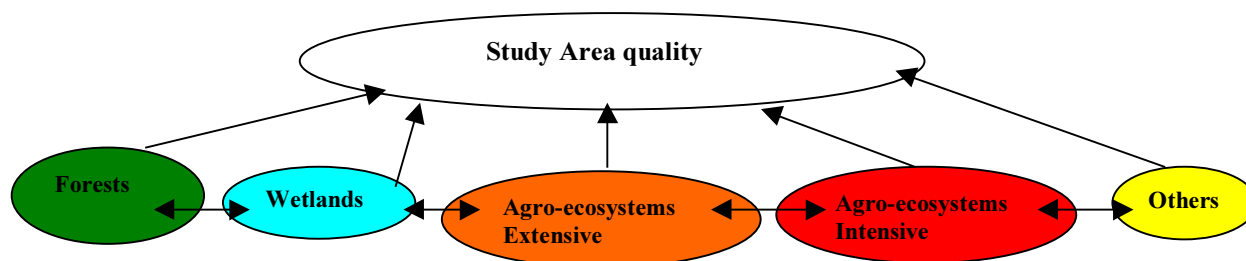 Study Area quality
Forests
Wetlands
Agro-ecosystems
Extensive
Agro-ecosystems
Intensive
Others